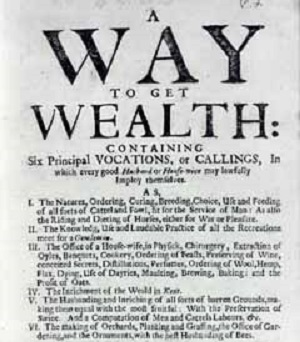 A
WAY
TO GET
WEALTH:
CONTAINING
Six Principal VOCATIONS, or CALLINGS, In
which every good Husband or House-wife may lawfully
Imploy themselves.
AS,
I. The Natures, Ordering, Curing, Breeding, Choice, Use and Feeding
of all sorts of Cattel and Fowl, fit for the Service of Man: As also
the Riding and Dieting of Horses, either for War or Pleasure.
II. The Knowledg, Use and Laudable Practice of all the Recreations
meet for a Gentleman.
III. The Office of a House-wife, in Physick, Chirurgery, Extraction of
Oyles, Banquets, Cookery, Ordering of Feasts, Preserving of Wine,
conceited Secrets, Distillations, Perfumes, Ordering of Wool, Hemp,
Flax, Dying, Use of Dayries, Maulting, Brewing, Baking: and the
Profit of Oats.
IV. The Inrichment of the Weald in Kent.
V. The Husbanding and Inriching of all sorts of barren Grounds, making
them equal with the most fruitful: With the Preservation of
Swine. And a Computation of Men and Cattels Labours, &c.
VI. The making of Orchards, Planting and Graffing, the Office of Gardening,
and the Ornaments, with the best Husbanding of Bees.